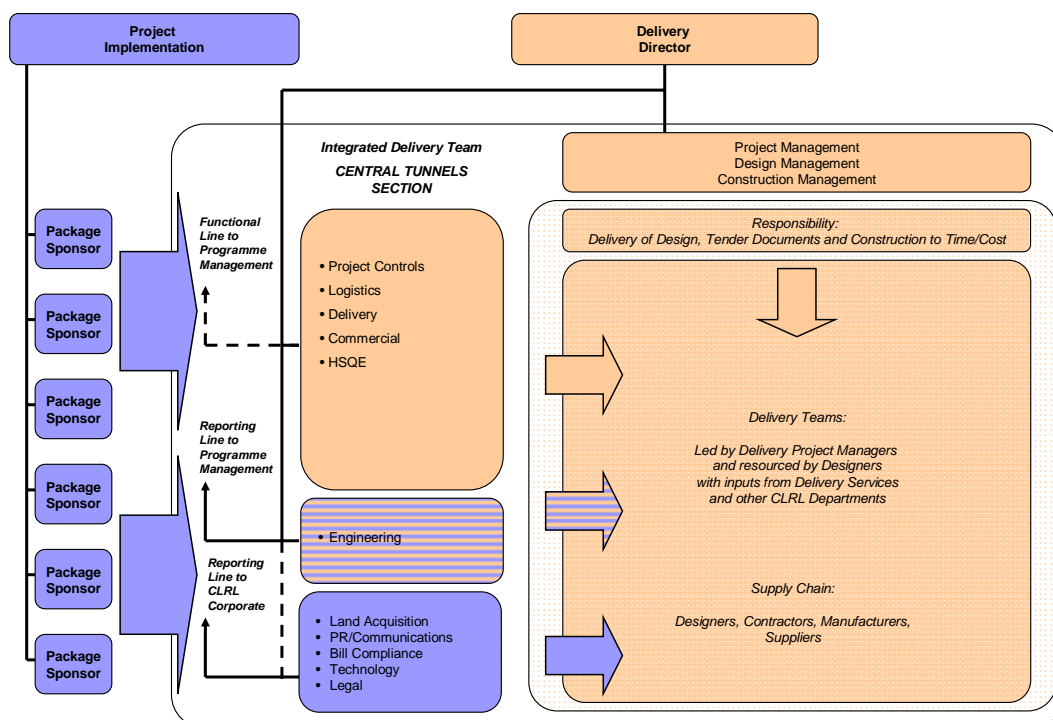 Project
Implementation
Delivery
Director
Integrated Delivery Team
CENTRAL TUNNELS
SECTION
Project Management
Design Management
Construction Management
Package
Sponsor
Package
Sponsor
Package
Sponsor
Package
Sponsor
Package
Sponsor
Package
Sponsor
Functional
Line to
Programme
Management
Reporting
Line to
Programme
Management
Reporting
Line to
CLRL
Corporate
• Project Controls
• Logistics
• Delivery
• Commercial
• HSQE
• Engineering
• Land Acquisition
• PR/Communications
• Bill Compliance
• Technology
• Legal
Responsibility:
Delivery of Design, Tender Documents and Construction to Time/Cost
Delivery Teams:
Led by Delivery Project Managers
and resourced by Designers
with inputs from Delivery Services
and other CLRL Departments
Supply Chain:
Designers, Contractors, Manufacturers,
Suppliers